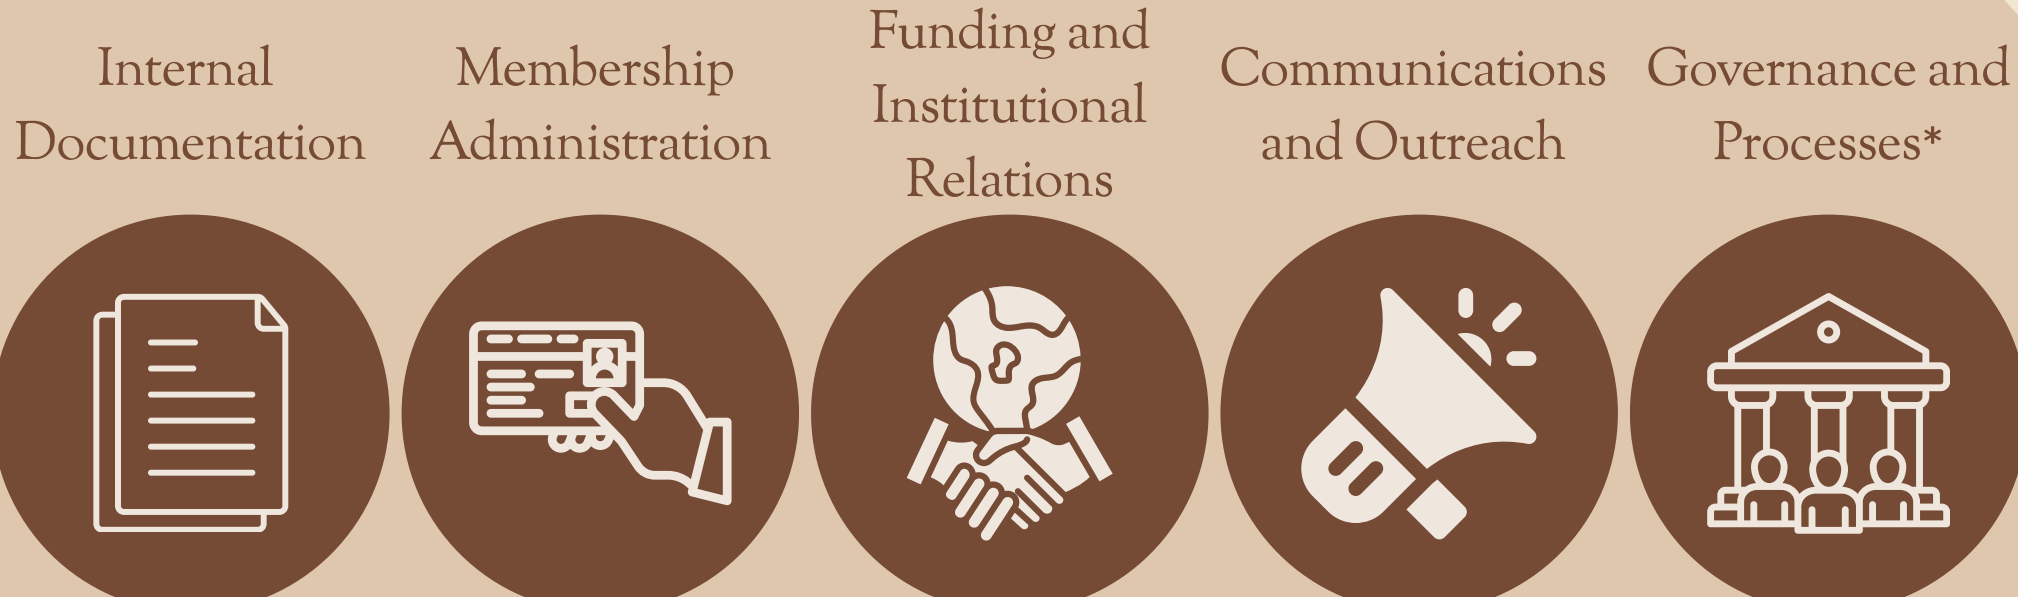 Internal
Documentation
Membership
Administration
Funding and
Institutional
Relations
Communications
and Outreach
Governance and
Processes*